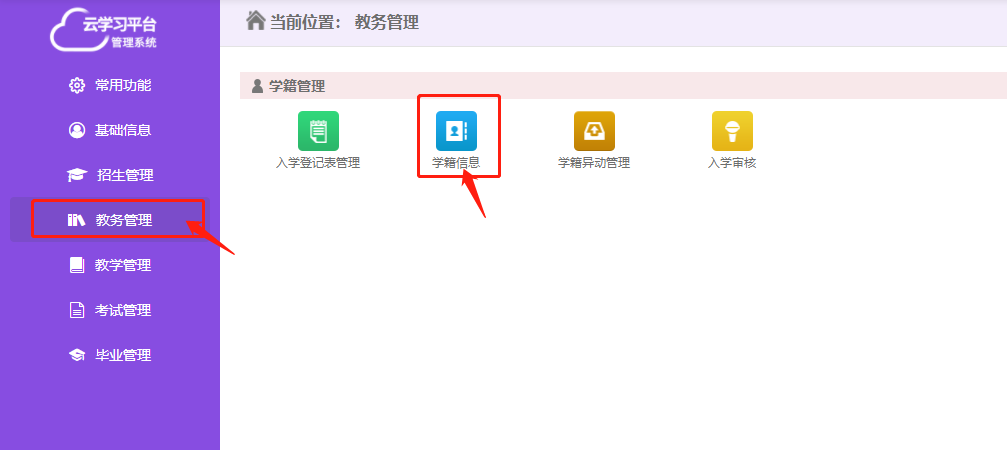 云学习平台
管理系统
常用功能
基础信息
招生管理
教务管理
教学管理
考试管理
毕业管理
当前位置： 教务管理
学籍管理
入学登记表管理
学籍信息
学籍异动管理
入学审核